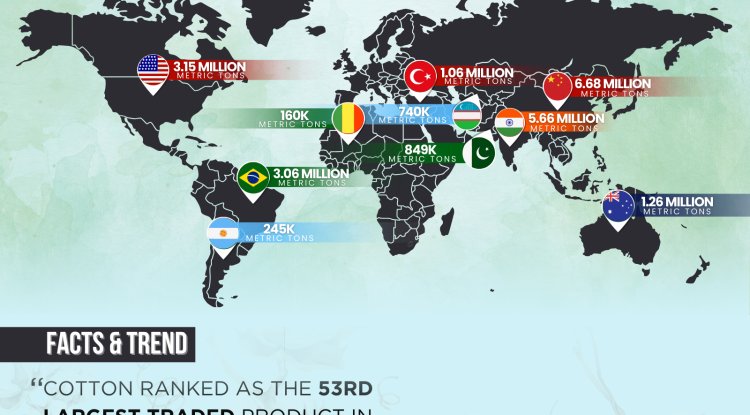 3.15 MILLION
METRIC TONS
1.06 MILLION
METRIC TONS
6.68 MILLION
METRIC TONS
160K
METRIC TONS
740K
METRIC TONS
5.66 MILLION
METRIC TONS
849K
METRIC TONS
3.06 MILLION
METRIC TONS
1.26 MILLION
METRIC TONS
245K
METRIC TONS
FACTS & TREND
“COTTON RANKED AS THE 53RD
LARGEST TRADED PRODUCT IN